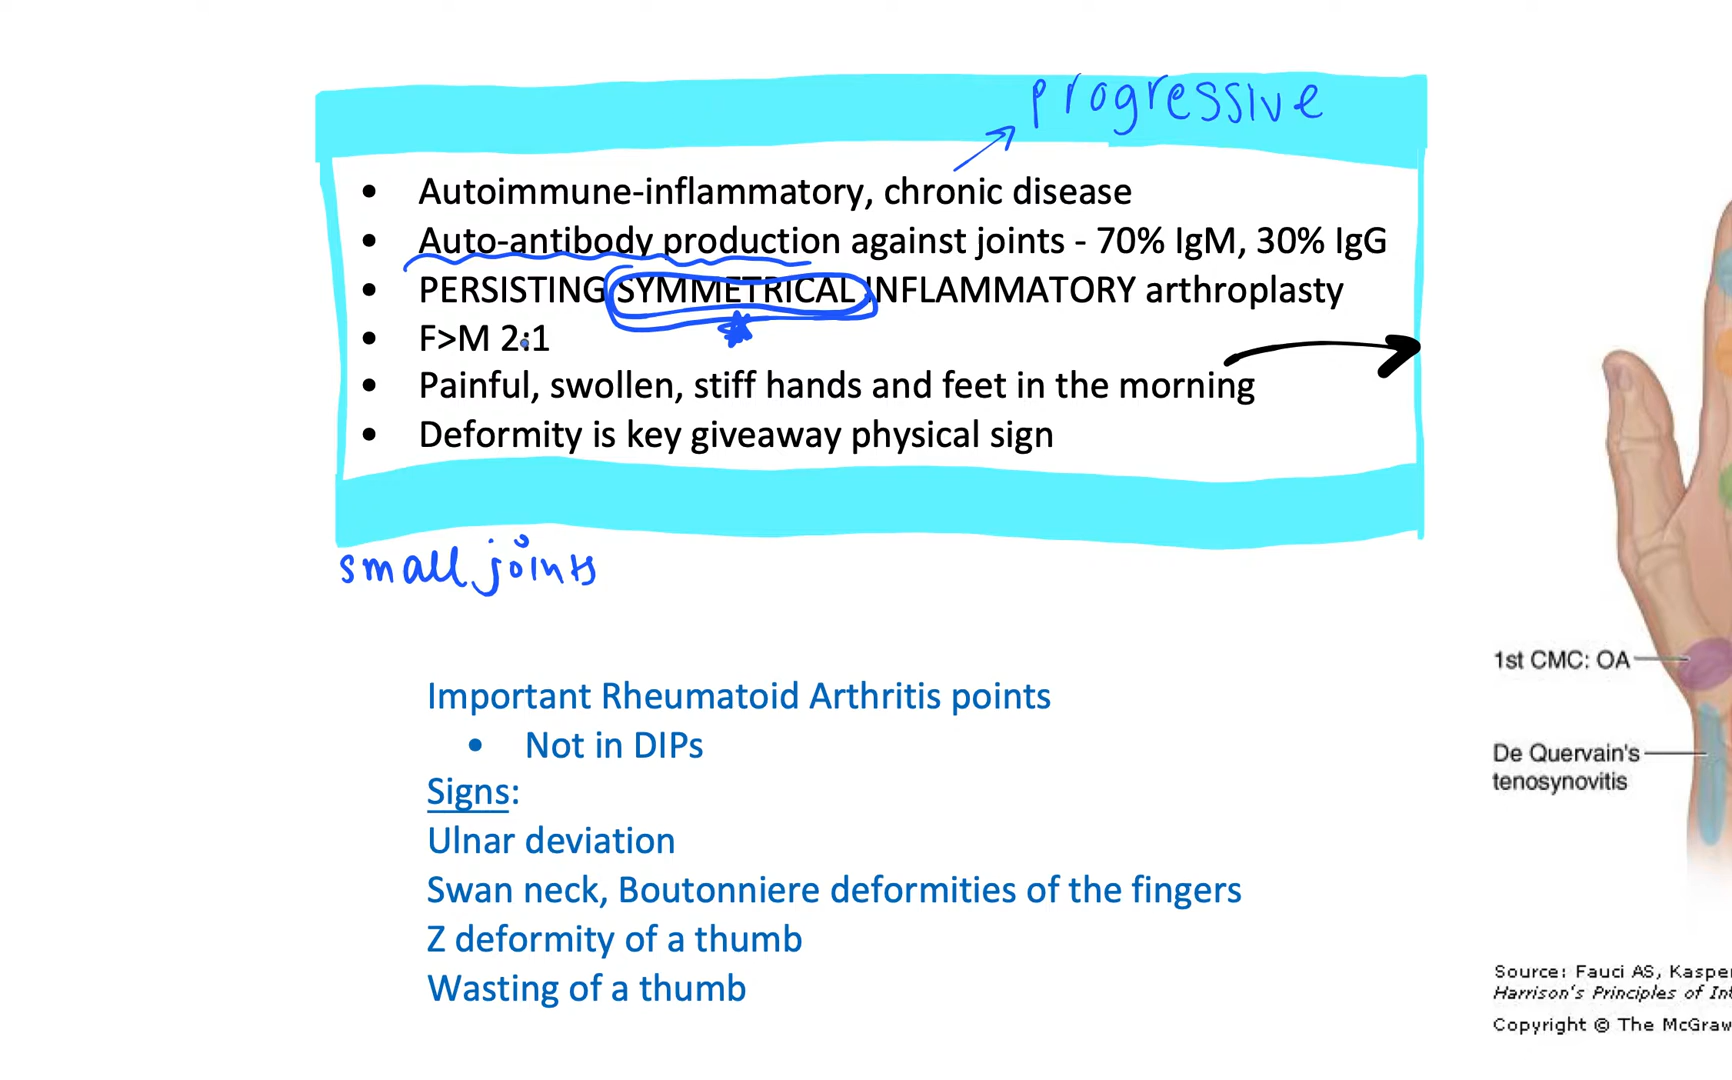 progressive
• Autoimmune-inflammatory, chronic disease
• Auto-antibody production against joints - 70% IgM, 30% IgG
• PERSISTING SYMMETRICAL INFLAMMATORY arthroplasty
• F>M 2:1
• Painful, swollen, stiff hands and feet in the morning
• Deformity is key giveaway physical sign
small joints
Important Rheumatoid Arthritis points
• Not in DIPs
Signs:
Ulnar deviation
Swan neck, Boutonniere deformities of the fingers
Z deformity of a thumb
Wasting of a thumb
1st CMC: OA
De Quervain's
tenosynovitis
Source: Fauci AS, Kasper
Harrison's Principles of Int
Copyright © The McGraw